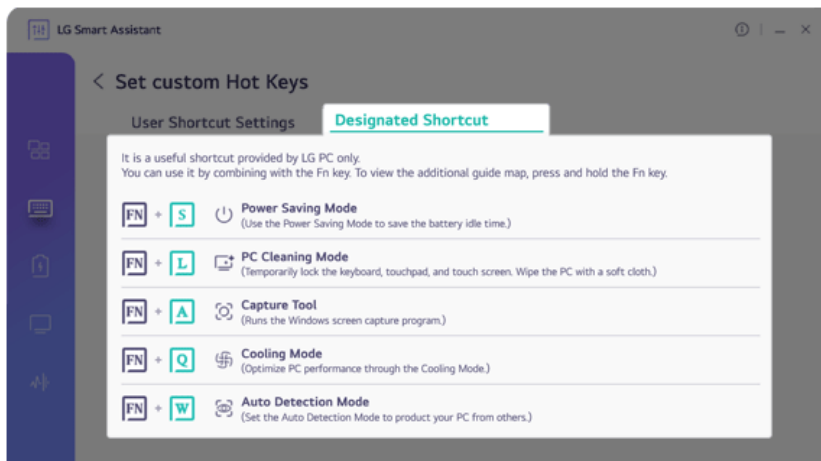 LG Smart Assistant
Set custom Hot Keys
User Shortcut Settings
Designated Shortcut
It is a useful shortcut provided by LG PC only.
You can use it by combining with the Fn key. To view the additional guide map, press and hold the Fn key.
FN + S Power Saving Mode
(Use the Power Saving Mode to save the battery idle time.)
FN + L PC Cleaning Mode
(Temporarily lock the keyboard, touchpad, and touch screen. Wipe the PC with a soft cloth.)
FN + A Capture Tool
(Runs the Windows screen capture program.)
FN + Q Cooling Mode
(Optimize PC performance through the Cooling Mode.)
FN + W Auto Detection Mode
(Set the Auto Detection Mode to product your PC from others.)